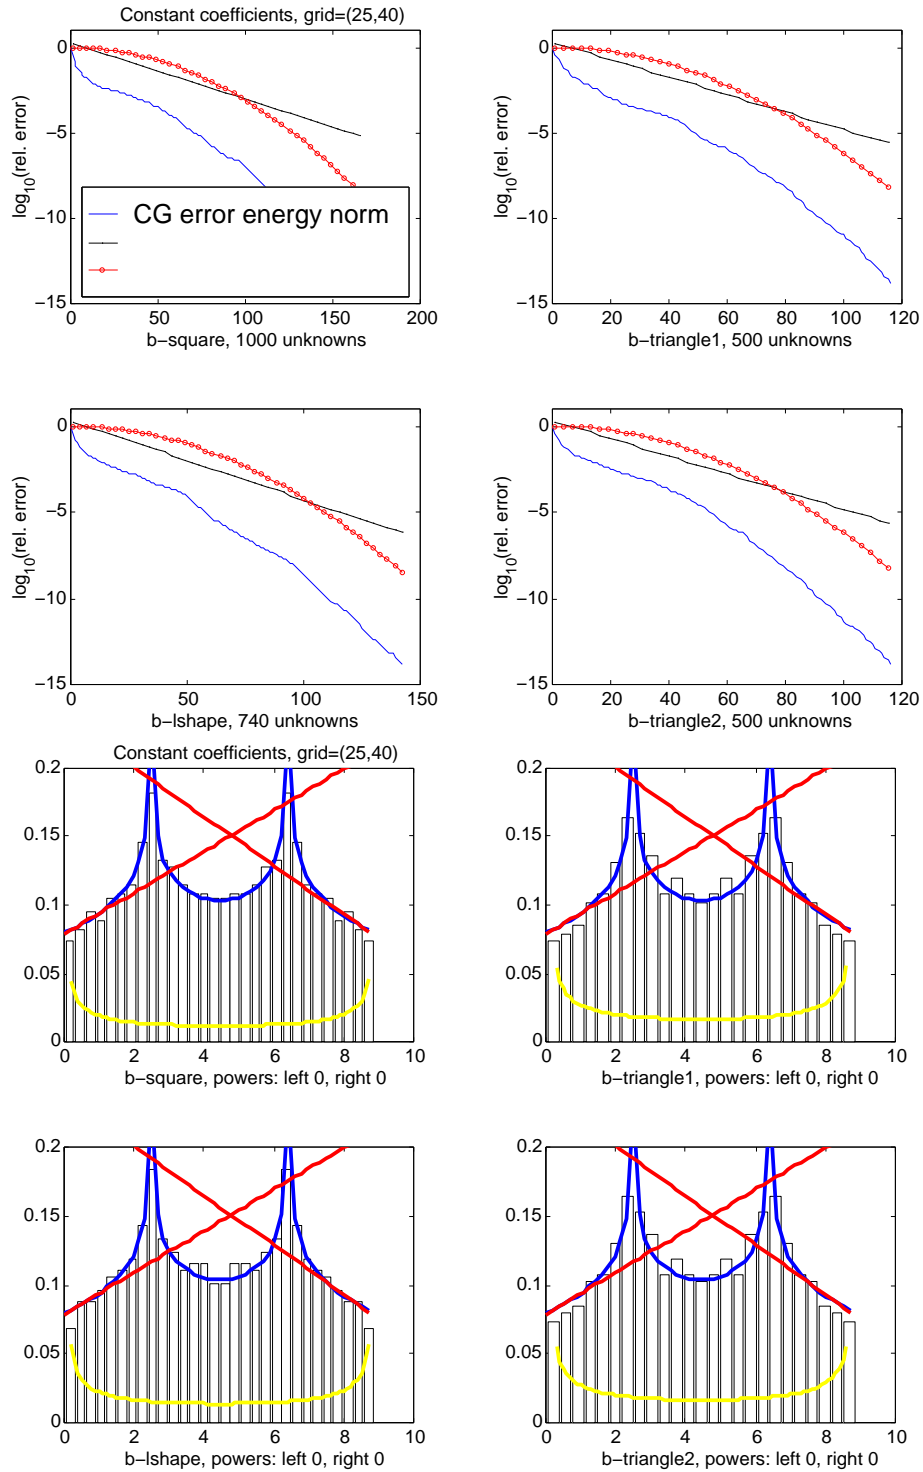 Constant coefficients, grid=(25,40)
log10(rel. error)
0
−5
−10
−15
CG error energy norm
0 50 100 150 200
b−square, 1000 unknowns
log10(rel. error)
0
−5
−10
−15
0 20 40 60 80 100 120
b−triangle1, 500 unknowns
log10(rel. error)
0
−5
−10
−15
0 50 100 150
b−lshape, 740 unknowns
log10(rel. error)
0
−5
−10
−15
0 20 40 60 80 100 120
b−triangle2, 500 unknowns
Constant coefficients, grid=(25,40)
0.2
0.15
0.1
0.05
0
0 2 4 6 8 10
b−square, powers: left 0, right 0
0.2
0.15
0.1
0.05
0
0 2 4 6 8 10
b−triangle1, powers: left 0, right 0
0.2
0.15
0.1
0.05
0
0 2 4 6 8 10
b−lshape, powers: left 0, right 0
0.2
0.15
0.1
0.05
0
0 2 4 6 8 10
b−triangle2, powers: left 0, right 0